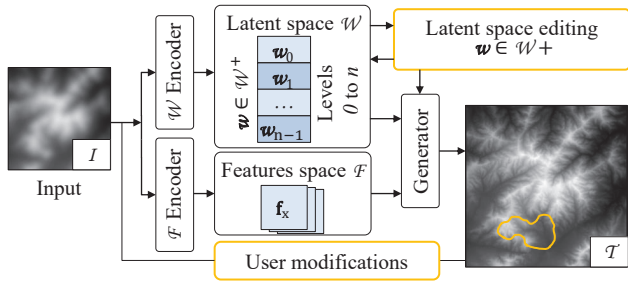 Latent space 𝒲
Latent space editing
𝒘 ∈ 𝒲+
𝒲 Encoder
𝒘 ∈ 𝒲⁺
𝒘₀
𝒘₁
...
𝒘ₙ₋₁
Levels
0 to n
I
Input
ℱ Encoder
Features space ℱ
fₓ
Generator
User modifications
𝒯